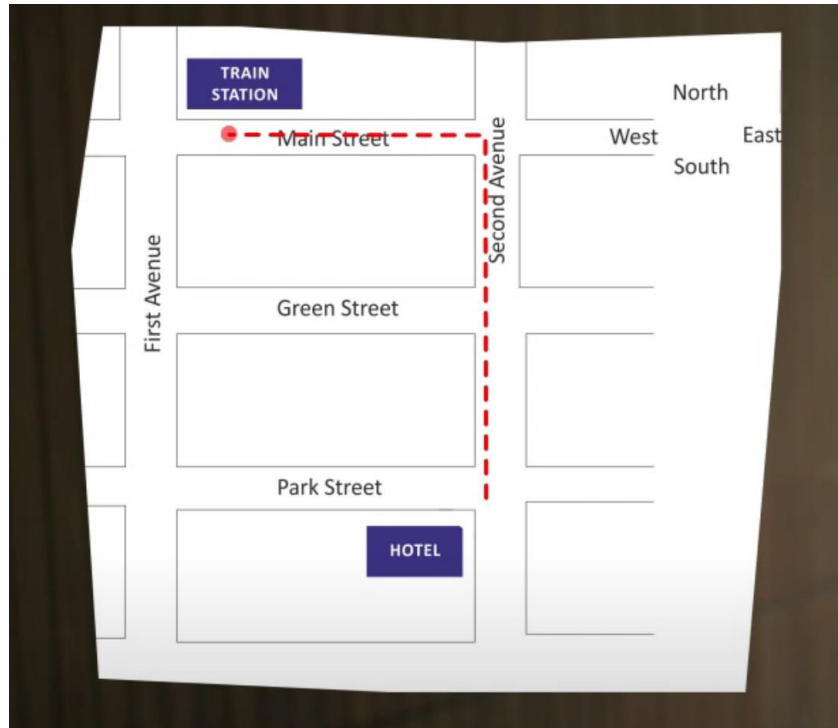 TRAIN
STATION
North
Main Street
West
East
South
Second Avenue
First Avenue
Green Street
Park Street
HOTEL